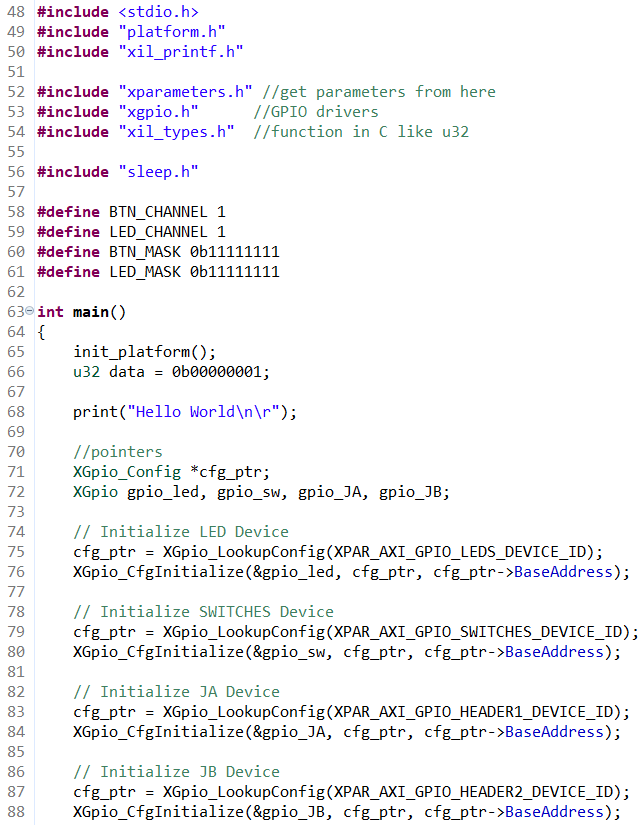 48 #include <stdio.h>
49 #include "platform.h"
50 #include "xil_printf.h"
51
52 #include "xparameters.h" //get parameters from here
53 #include "xgpio.h"      //GPIO drivers
54 #include "xil_types.h"  //function in C like u32
55
56 #include "sleep.h"
57
58 #define BTN_CHANNEL 1
59 #define LED_CHANNEL 1
60 #define BTN_MASK 0b11111111
61 #define LED_MASK 0b11111111
62
63 int main()
64 {
65     init_platform();
66     u32 data = 0b00000001;
67
68     print("Hello World\n\r");
69
70     //pointers
71     XGpio_Config *cfg_ptr;
72     XGpio gpio_led, gpio_sw, gpio_JA, gpio_JB;
73
74     // Initialize LED Device
75     cfg_ptr = XGpio_LookupConfig(XPAR_AXI_GPIO_LEDS_DEVICE_ID);
76     XGpio_CfgInitialize(&gpio_led, cfg_ptr, cfg_ptr->BaseAddress);
77
78     // Initialize SWITCHES Device
79     cfg_ptr = XGpio_LookupConfig(XPAR_AXI_GPIO_SWITCHES_DEVICE_ID);
80     XGpio_CfgInitialize(&gpio_sw, cfg_ptr, cfg_ptr->BaseAddress);
81
82     // Initialize JA Device
83     cfg_ptr = XGpio_LookupConfig(XPAR_AXI_GPIO_HEADER1_DEVICE_ID);
84     XGpio_CfgInitialize(&gpio_JA, cfg_ptr, cfg_ptr->BaseAddress);
85
86     // Initialize JB Device
87     cfg_ptr = XGpio_LookupConfig(XPAR_AXI_GPIO_HEADER2_DEVICE_ID);
88     XGpio_CfgInitialize(&gpio_JB, cfg_ptr, cfg_ptr->BaseAddress);